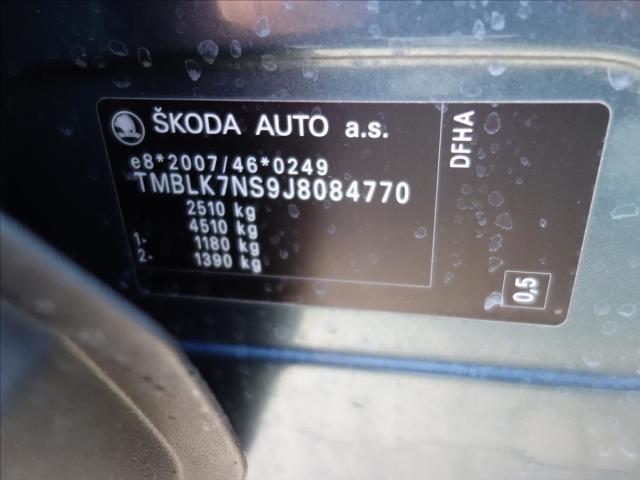 ŠKODA AUTO a.s.
e8*2007/46*0249
TMBLK7NS9J8084770
2510 kg
4510 kg
1. 1180 kg
2. 1390 kg
DFHA
0,5